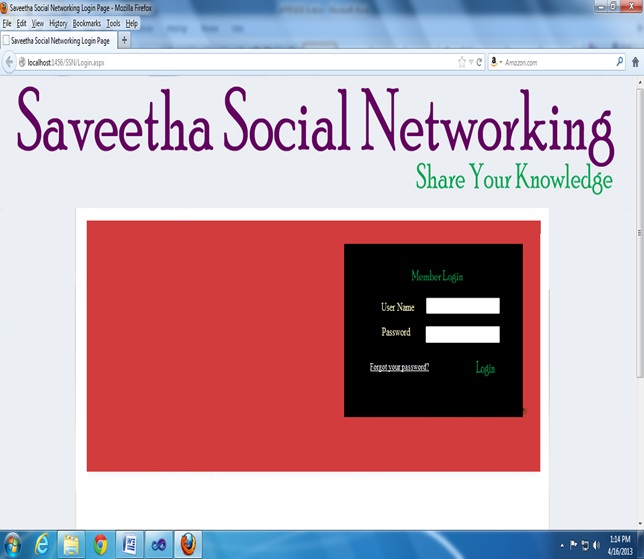 Saveetha Social Networking Login Page - Mozilla Firefox
File Edit View History Bookmarks Tools Help
Saveetha Social Networking Login Page
localhost:1456/SSN/Login.aspx
Amazon.com
Saveetha Social Networking
Share Your Knowledge
Member Login
User Name
Password
Forgot your password?
Login
1:14 PM
4/16/2013